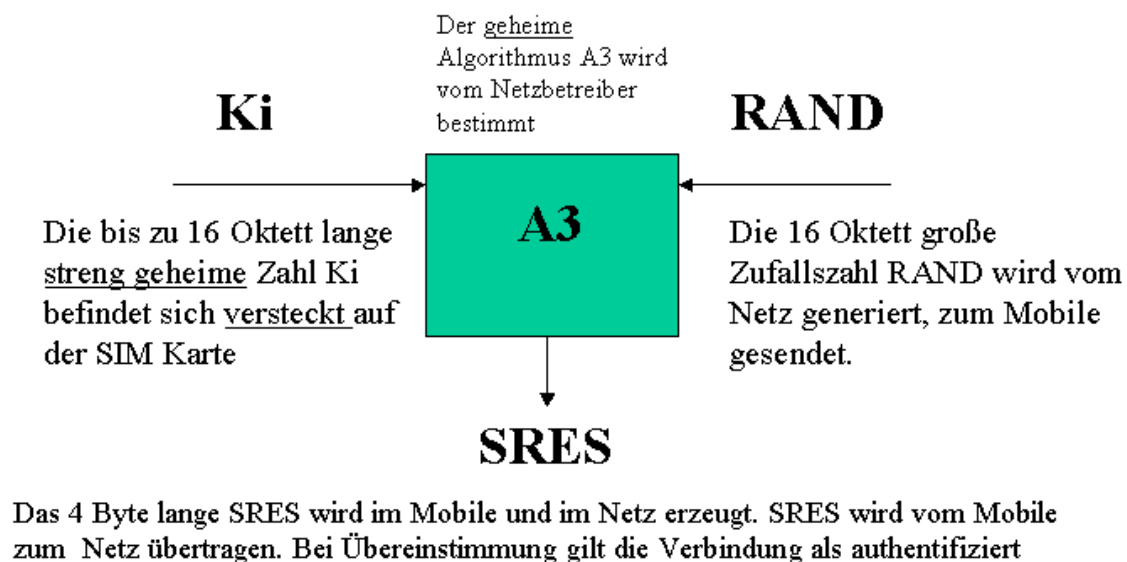 Der geheime
Algorithmus A3 wird
vom Netzbetreiber
bestimmt
Ki
RAND
A3
Die bis zu 16 Oktett lange
streng geheime Zahl Ki
befindet sich versteckt auf
der SIM Karte
Die 16 Oktett große
Zufallszahl RAND wird vom
Netz generiert, zum Mobile
gesendet.
SRES
Das 4 Byte lange SRES wird im Mobile und im Netz erzeugt. SRES wird vom Mobile
zum Netz übertragen. Bei Übereinstimmung gilt die Verbindung als authentifiziert